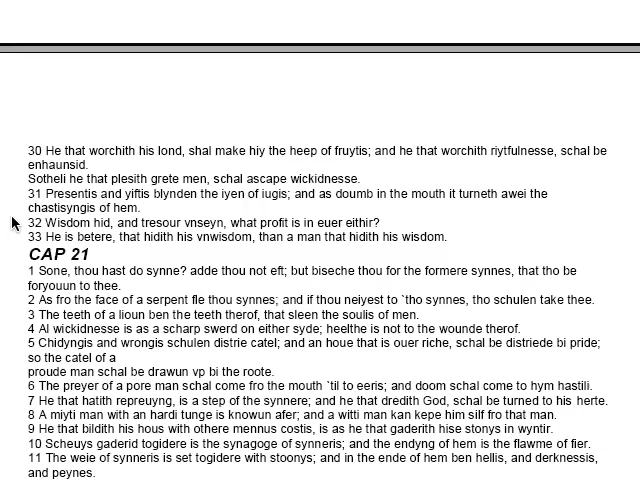 30 He that worchith his lond, shal make hiy the heep of fruytis; and he that worchith riytfulnesse, schal be
enhaunsid.
Sotheli he that plesith grete men, schal ascape wickidnesse.
31 Presentis and yiftis blynden the iyen of iugis; and as doumb in the mouth it turneth awei the
chastisyngis of hem.
32 Wisdom hid, and tresour vnseyn, what profit is in euer eithir?
33 He is betere, that hidith his vnwisdom, than a man that hidith his wisdom.
CAP 21
1 Sone, thou hast do synne? adde thou not eft; but biseche thou for the formere synnes, that tho be
foryouun to thee.
2 As fro the face of a serpent fle thou synnes; and if thou neiyest to `tho synnes, tho schulen take thee.
3 The teeth of a lioun ben the teeth therof, that sleen the soulis of men.
4 Al wickidnesse is as a scharp swerd on either syde; heelthe is not to the wounde therof.
5 Chidyngis and wrongis schulen distrie catel; and an houe that is ouer riche, schal be distriede bi pride;
so the catel of a
proude man schal be drawun vp bi the roote.
6 The preyer of a pore man schal come fro the mouth `til to eeris; and doom schal come to hym hastili.
7 He that hatith repreuyng, is a step of the synnere; and he that dredith God, schal be turned to his herte.
8 A miyti man with an hardi tunge is knowun afer; and a witti man kan kepe him silf fro that man.
9 He that bildith his hous with othere mennus costis, is as he that gaderith hise stonys in wyntir.
10 Scheuys gaderid togidere is the synagoge of synneris; and the endyng of hem is the flawme of fier.
11 The weie of synneris is set togidere with stoonys; and in the ende of hem ben hellis, and derknessis,
and peynes.